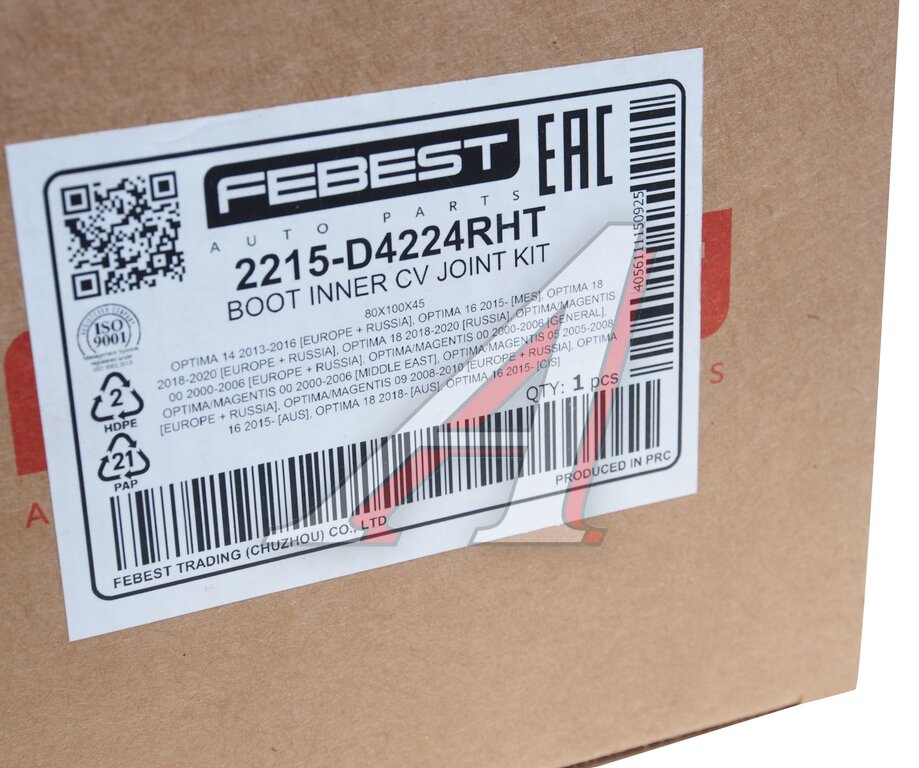 FEBEST
AUTO PARTS
EAC
2215-D4224RHT
BOOT INNER CV JOINT KIT
80X100X45
OPTIMA 14 2013-2016 [EUROPE + RUSSIA], OPTIMA 16 2015- [MES], OPTIMA 18
2018-2020 [EUROPE + RUSSIA], OPTIMA 18 2018-2020 [RUSSIA], OPTIMA/MAGENTIS
00 2000-2006 [EUROPE + RUSSIA], OPTIMA/MAGENTIS 00 2000-2006 [GENERAL],
OPTIMA/MAGENTIS 00 2000-2006 [MIDDLE EAST], OPTIMA/MAGENTIS 05 2005-2008
[EUROPE + RUSSIA], OPTIMA/MAGENTIS 09 2008-2010 [EUROPE + RUSSIA], OPTIMA
16 2015- [AUS], OPTIMA 18 2018- [AUS], OPTIMA 16 2015- [CIS]
QTY: 1 pcs
4056111150925
ISO
9001
2
HDPE
21
PAP
PRODUCED IN PRC
FEBEST TRADING (CHUZHOU) CO., LTD
A
S